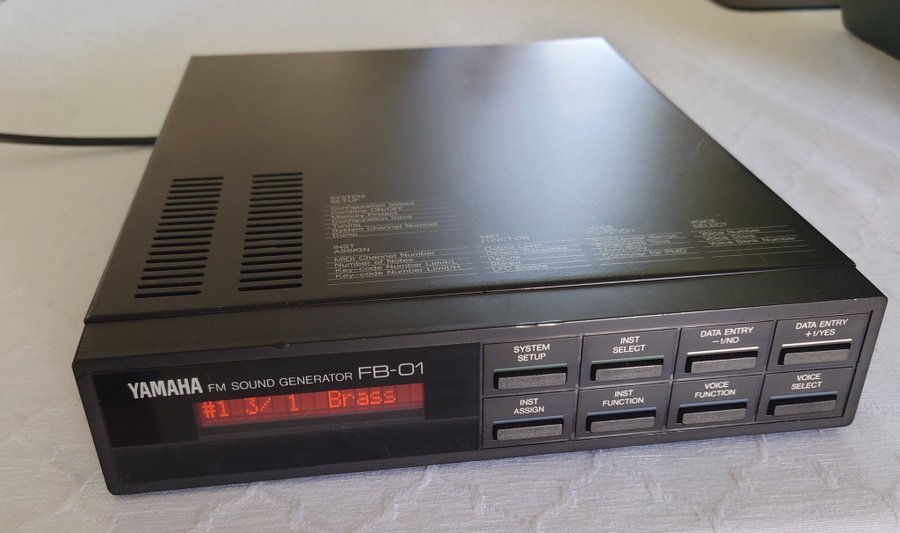 SYSTEM
SETUP
Configuration Select
Combine ON/OFF
Memory Protect
Configuration Save
Tuning
System Channel Number
Dump
INST
ASSIGN
MIDI Channel Number
Number of Notes
Key-code Number Limit/L
Key-code Number Limit/H
INST
FUNCTION
Output Level
Detune
LFO Enable
VOICE
SELECT
Voice Number
Voice Bank Number
YAMAHA FM SOUND GENERATOR FB-01
#1 3/ 1 Brass
SYSTEM
SETUP
INST
SELECT
DATA ENTRY
-1/NO
DATA ENTRY
+1/YES
INST
ASSIGN
INST
FUNCTION
VOICE
FUNCTION
VOICE
SELECT